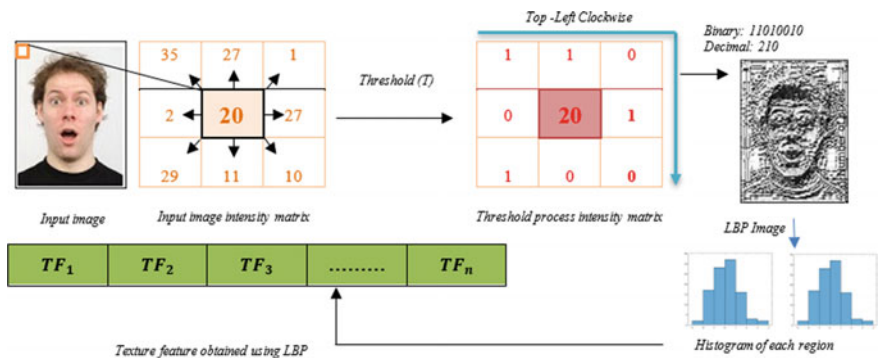 Top -Left Clockwise
Binary: 11010010
Decimal: 210
35 27 1
2 20 27
29 11 10
Threshold (T)
1 1 0
0 20 1
1 0 0
Input image
Input image intensity matrix
Threshold process intensity matrix
LBP Image
TF1 TF2 TF3 ......... TFn
Texture feature obtained using LBP
Histogram of each region